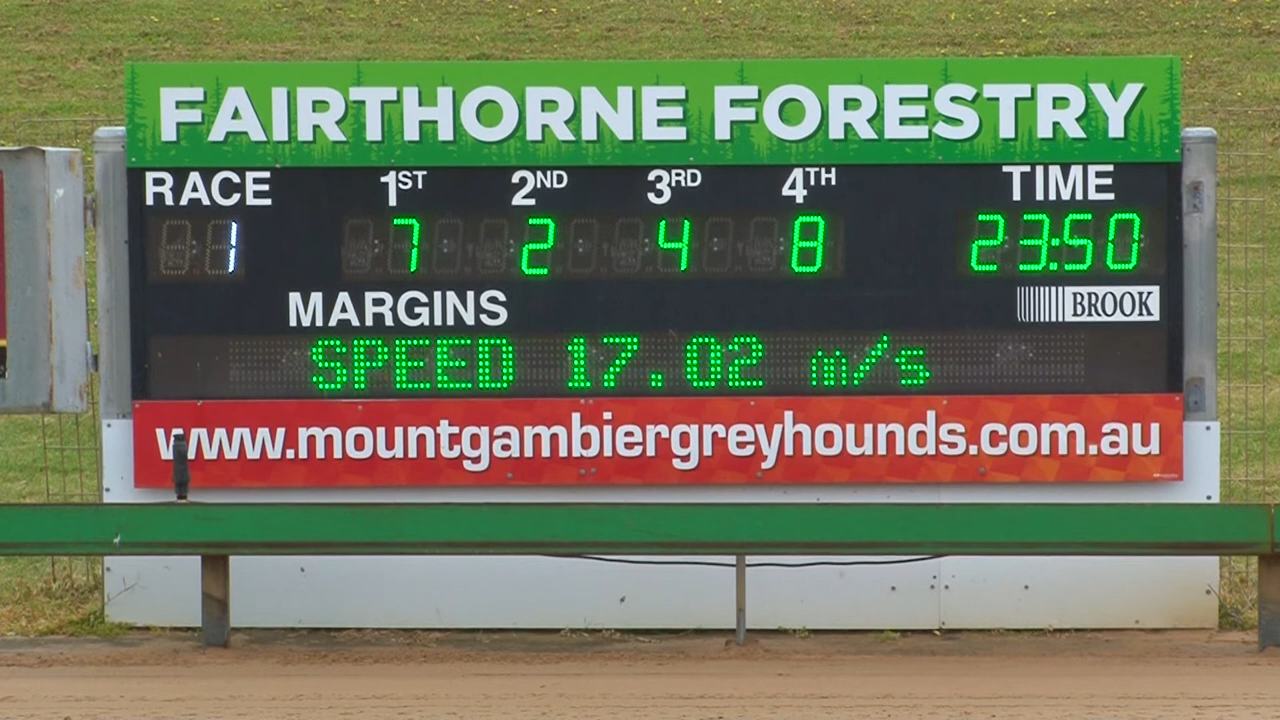 FAIRTHORNE FORESTRY
RACE 1ST 2ND 3RD 4TH TIME
1 7 2 4 8 23:50
MARGINS BROOK
SPEED 17.02 m/s
www.mountgambiergreyhounds.com.au